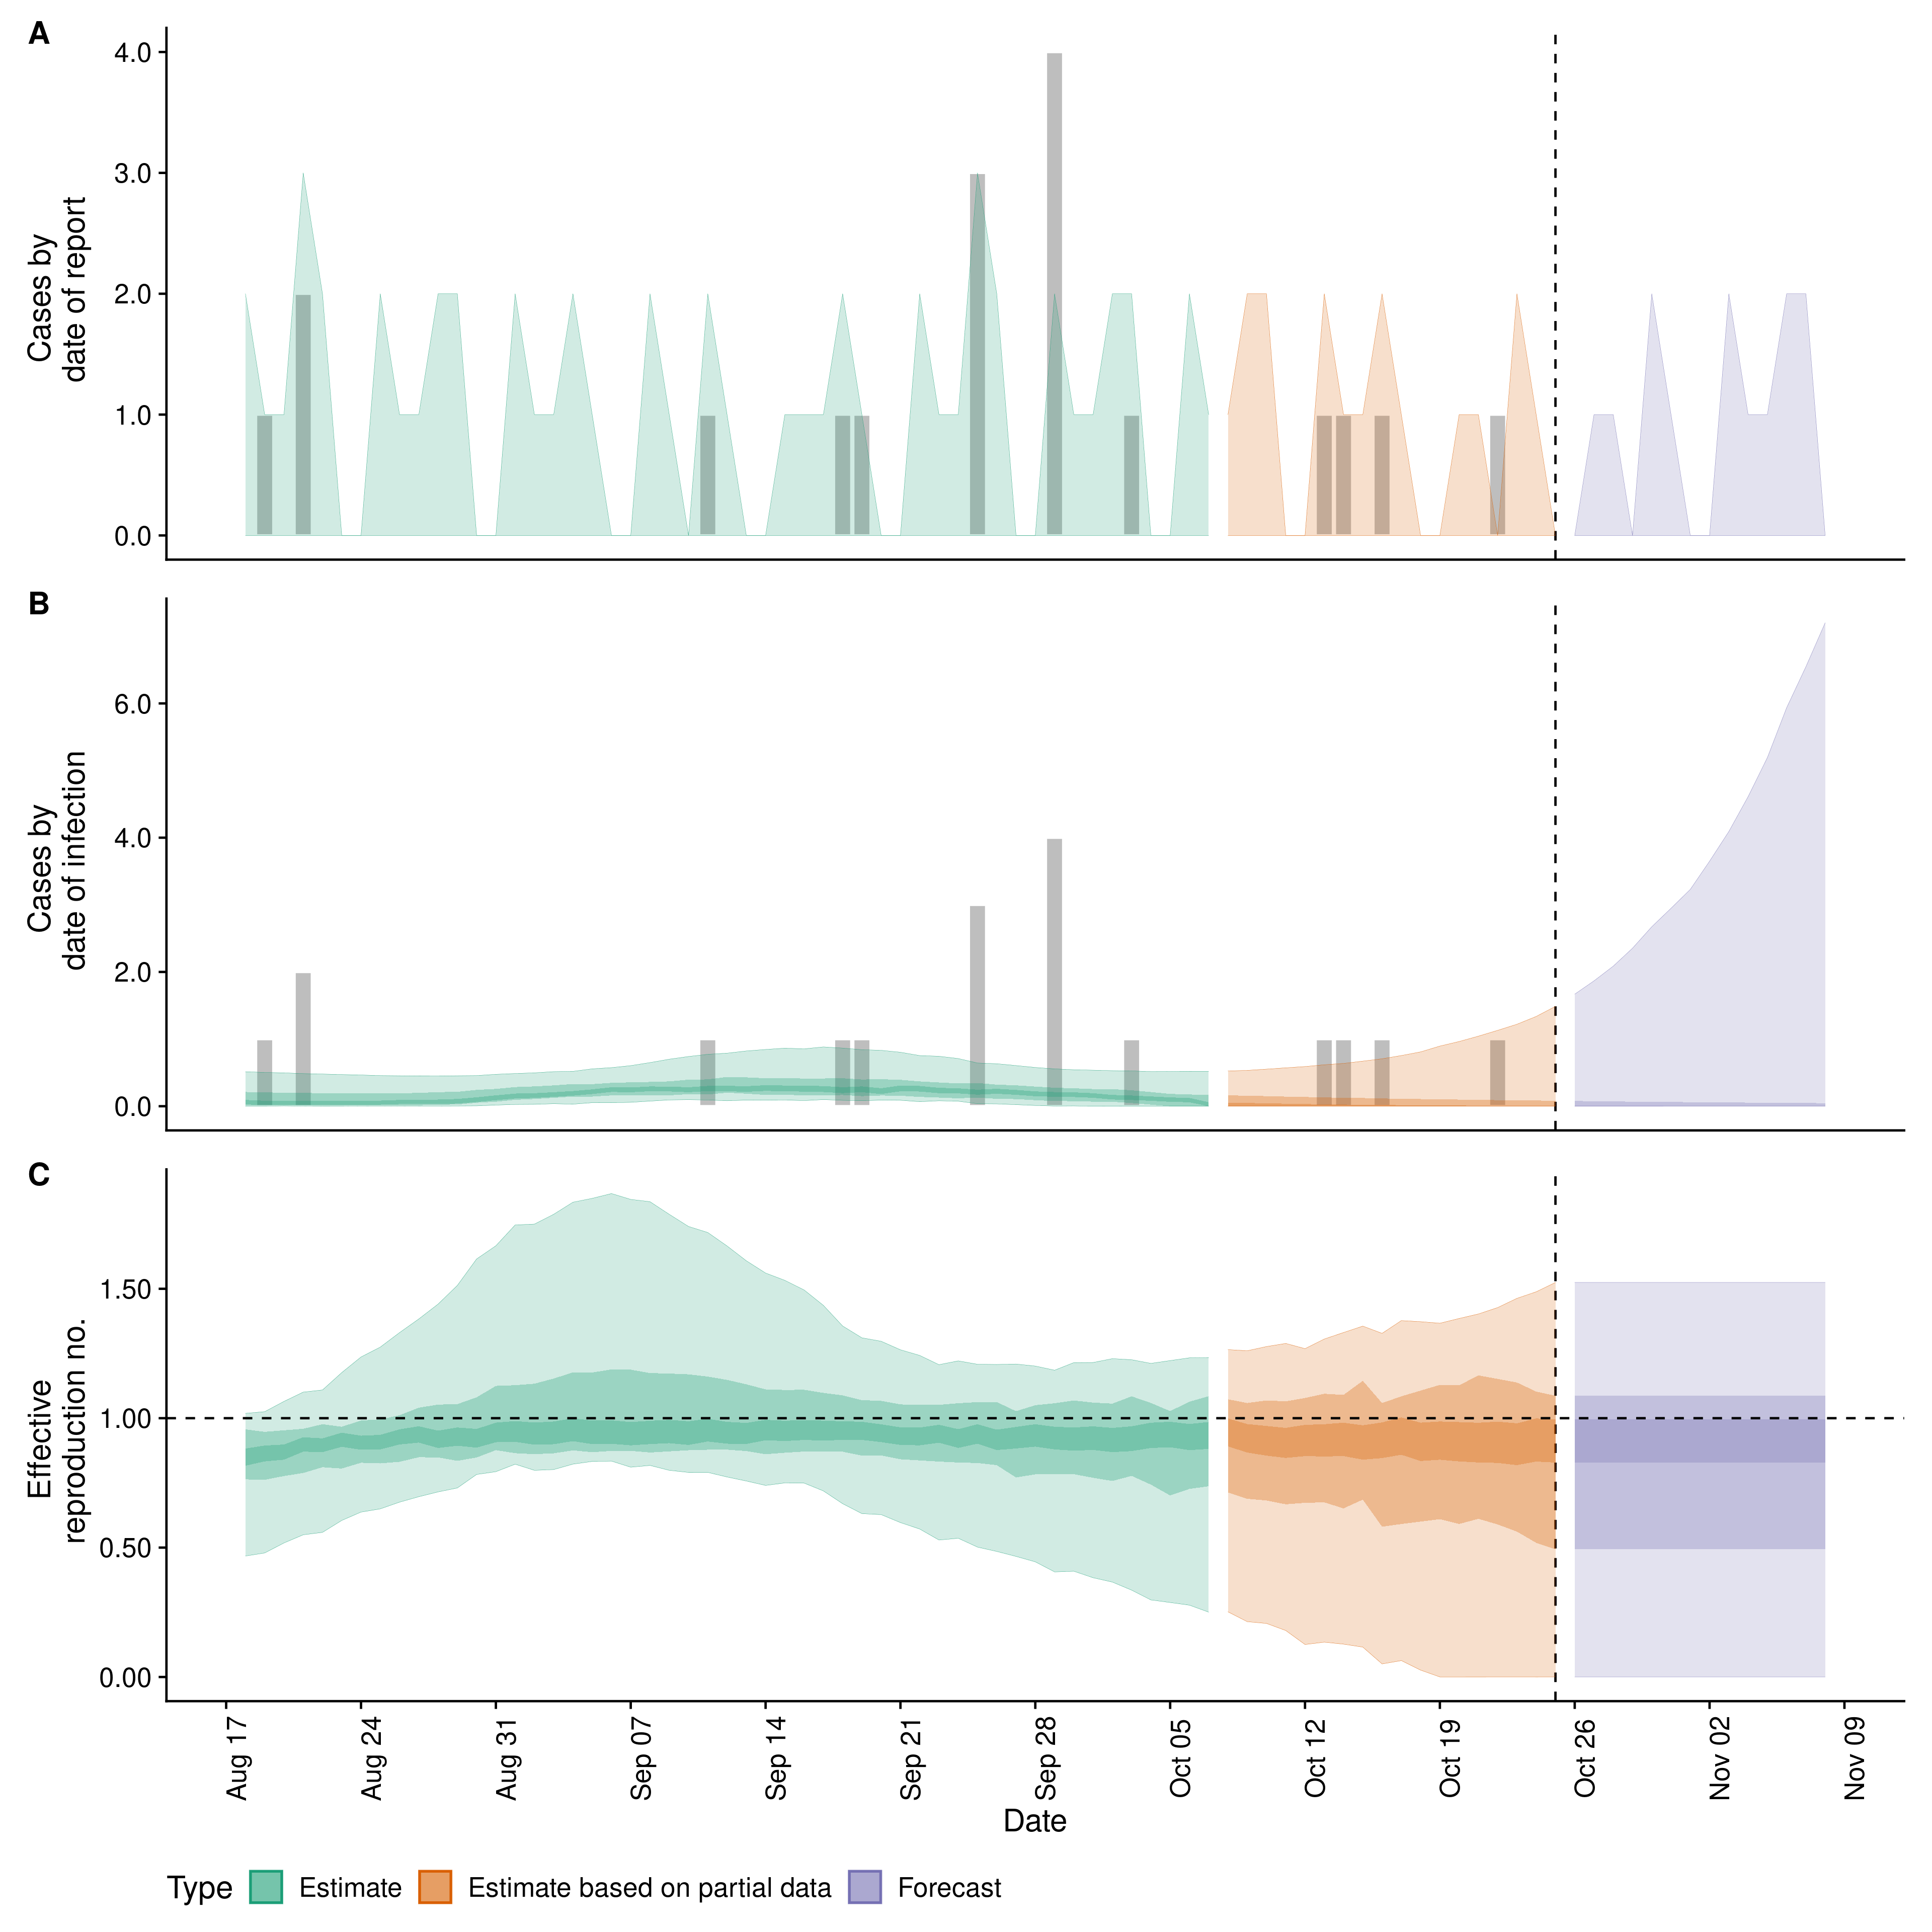 A
4.0
3.0
2.0
1.0
0.0
Cases by
date of report
B
6.0
4.0
2.0
0.0
Cases by
date of infection
C
1.50
1.00
0.50
0.00
Effective
reproduction no.
Aug 17
Aug 24
Aug 31
Sep 07
Sep 14
Sep 21
Sep 28
Oct 05
Oct 12
Oct 19
Oct 26
Nov 02
Nov 09
Date
Type Estimate Estimate based on partial data Forecast